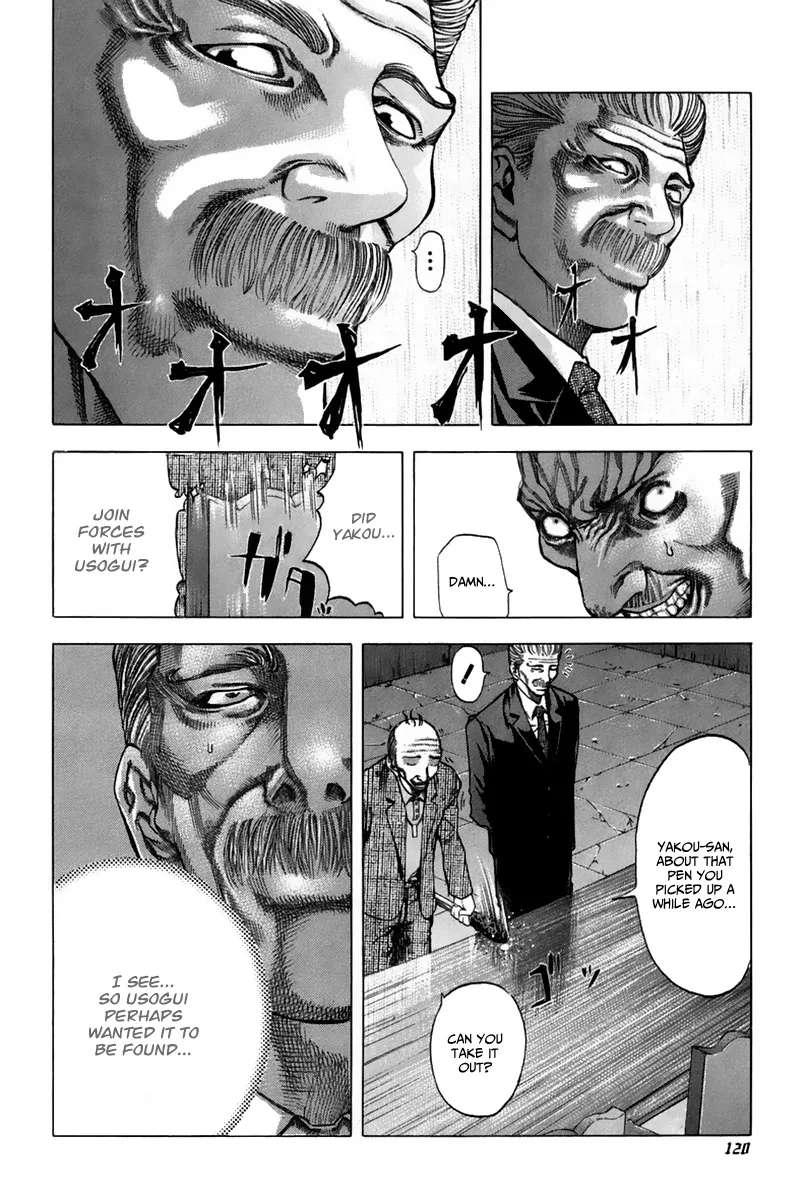 オ
オ
…
オ
オ
オ
オ
DAMN...
DID
YAKOU...
ガタ
JOIN
FORCES
WITH
USOGUI?
YAKOU-SAN,
ABOUT THAT
PEN YOU
PICKED UP A
WHILE AGO...
ゴッ
CAN YOU
TAKE IT
OUT?
I SEE...
SO USOGUI
PERHAPS
WANTED IT TO
BE FOUND...
120